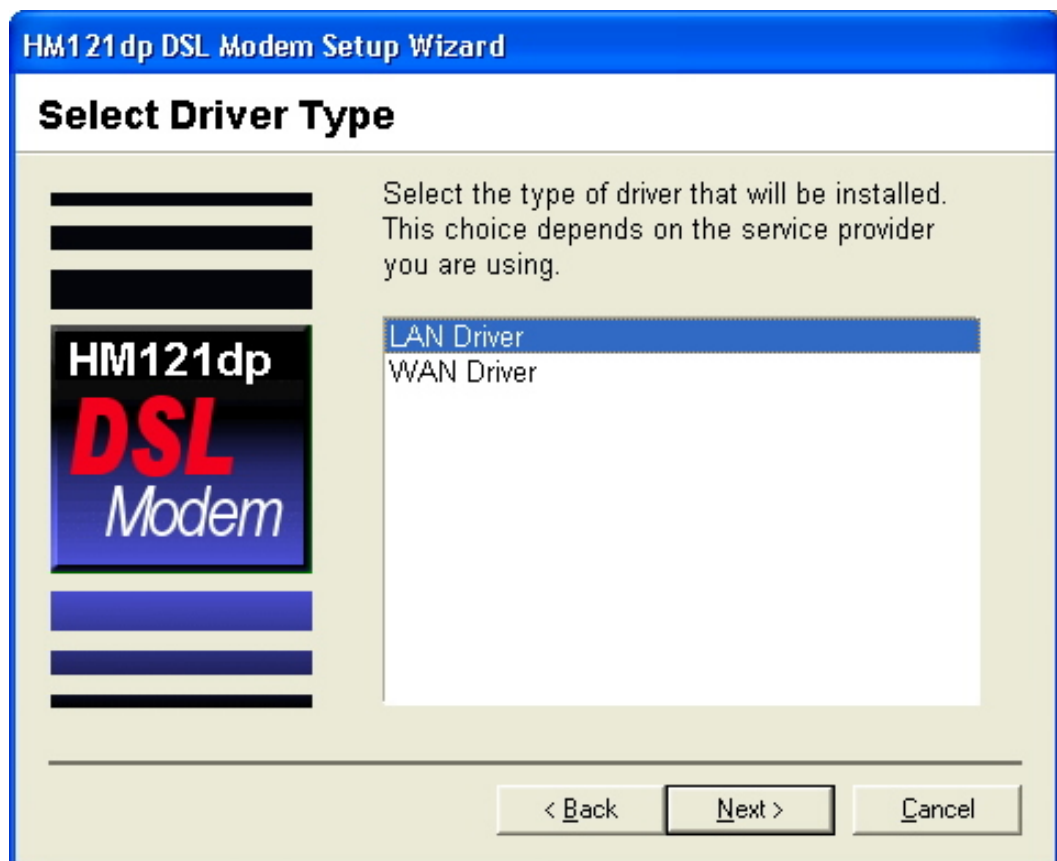 HM121dp DSL Modem Setup Wizard
Select Driver Type
Select the type of driver that will be installed.
This choice depends on the service provider
you are using.
HM121dp
DSL
Modem
LAN Driver
WAN Driver
< Back
Next >
Cancel